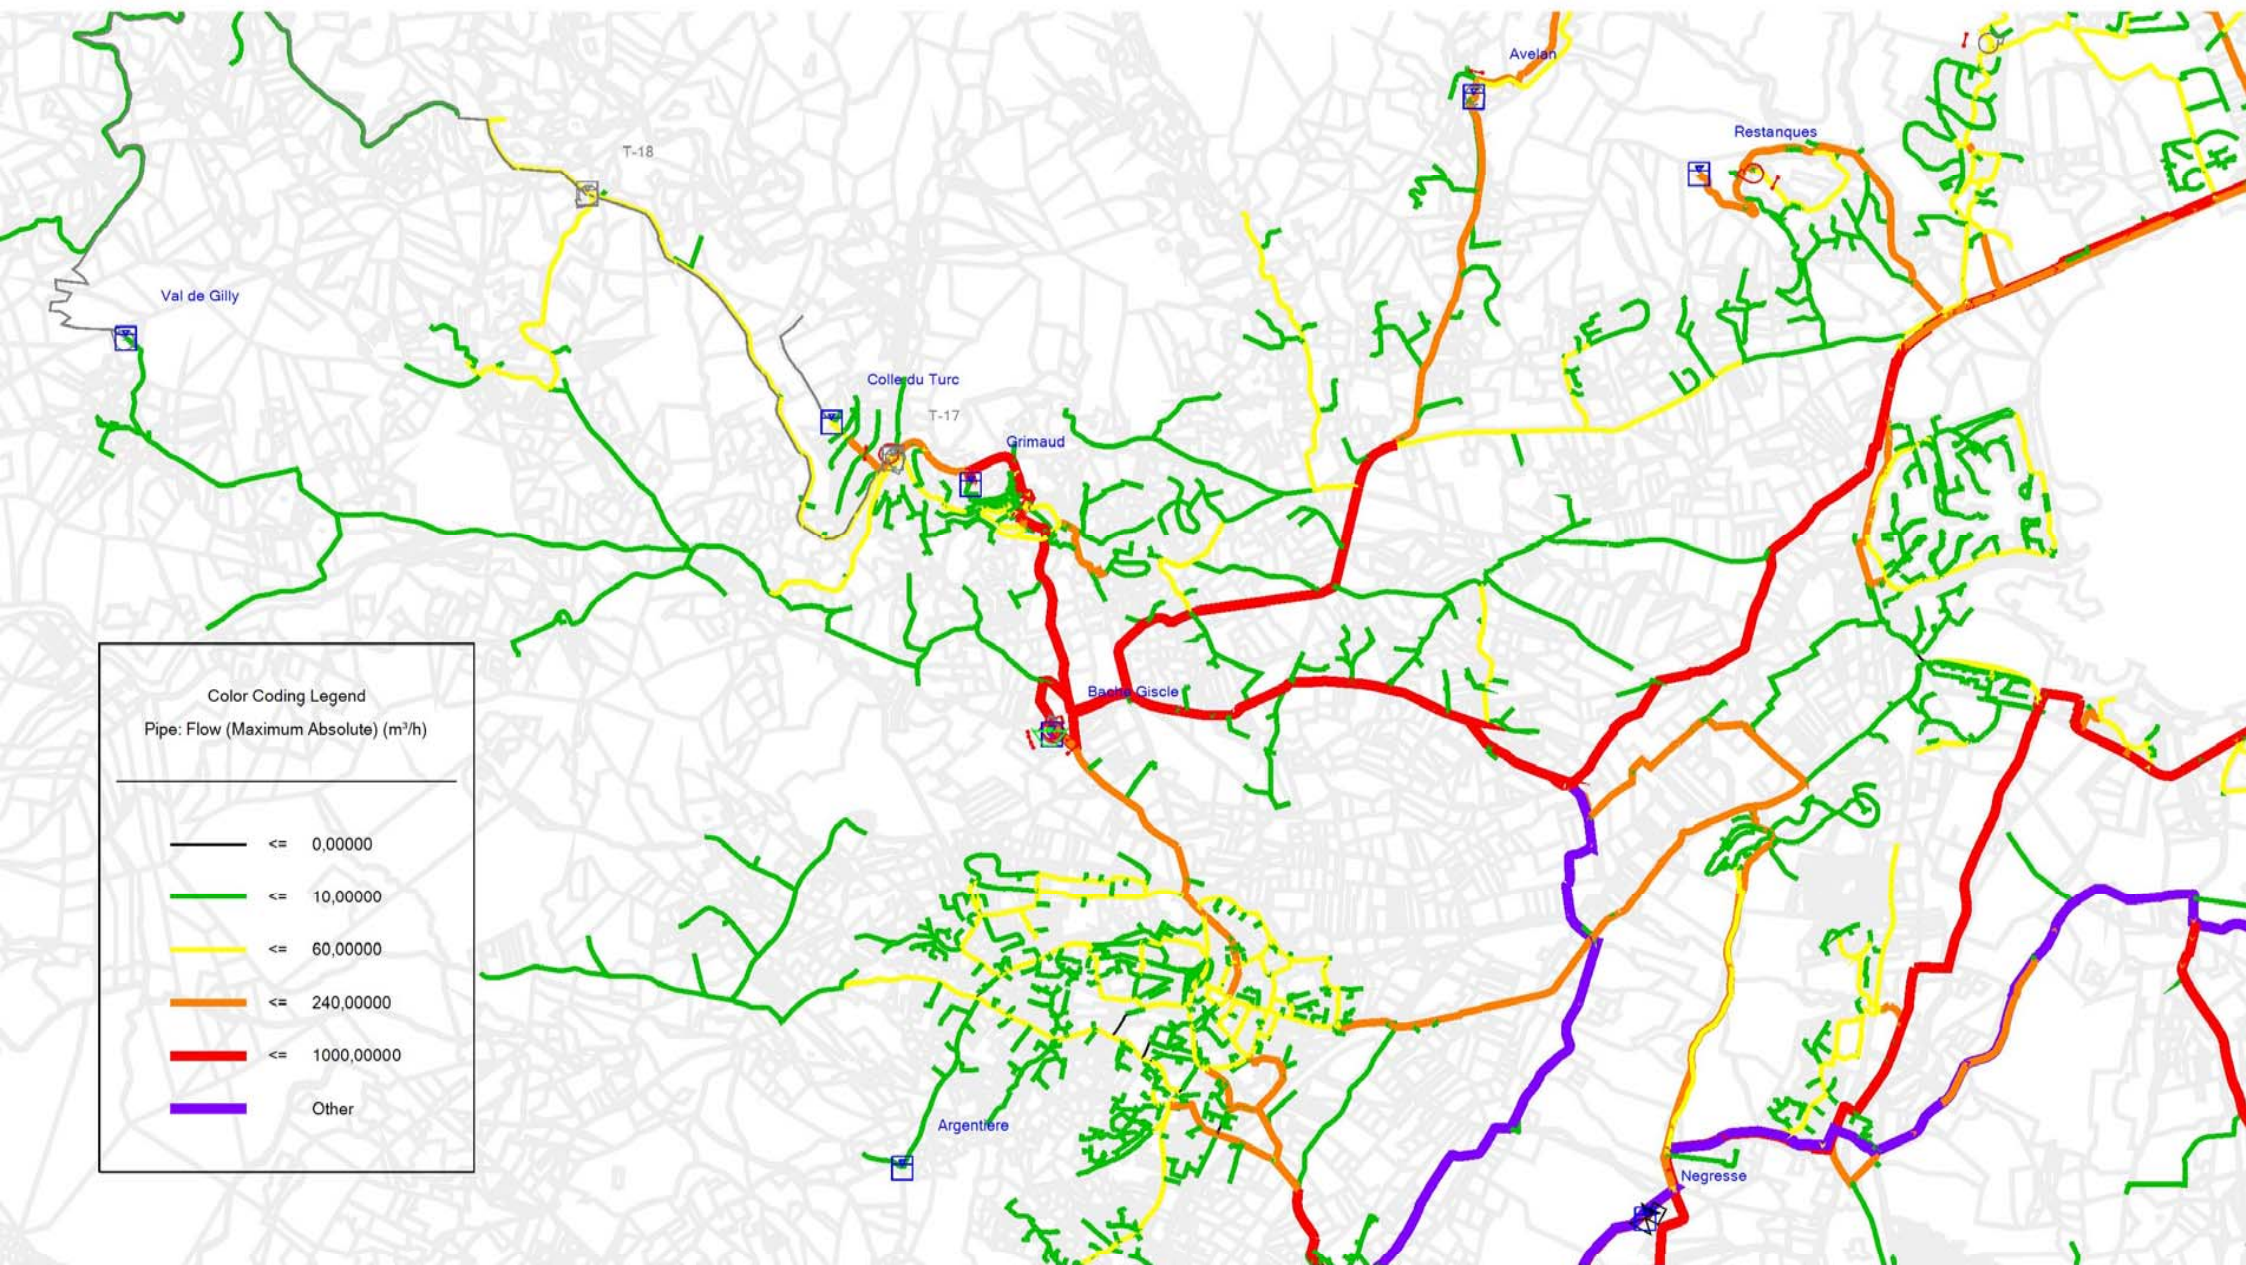 Avelan
Restanques
T-18
Val de Gilly
Colle du Turc
T-17
Grimaud
Bache Giscle
Color Coding Legend
Pipe: Flow (Maximum Absolute) (m³/h)
<= 0,00000
<= 10,00000
<= 60,00000
<= 240,00000
<= 1000,00000
Other
Argentière
Negresse